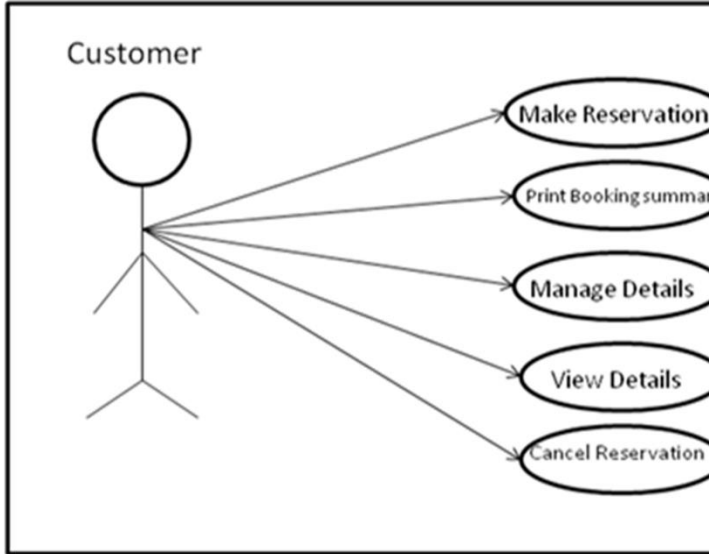 Customer
Make Reservation
Print Booking summar
Manage Details
View Details
Cancel Reservation